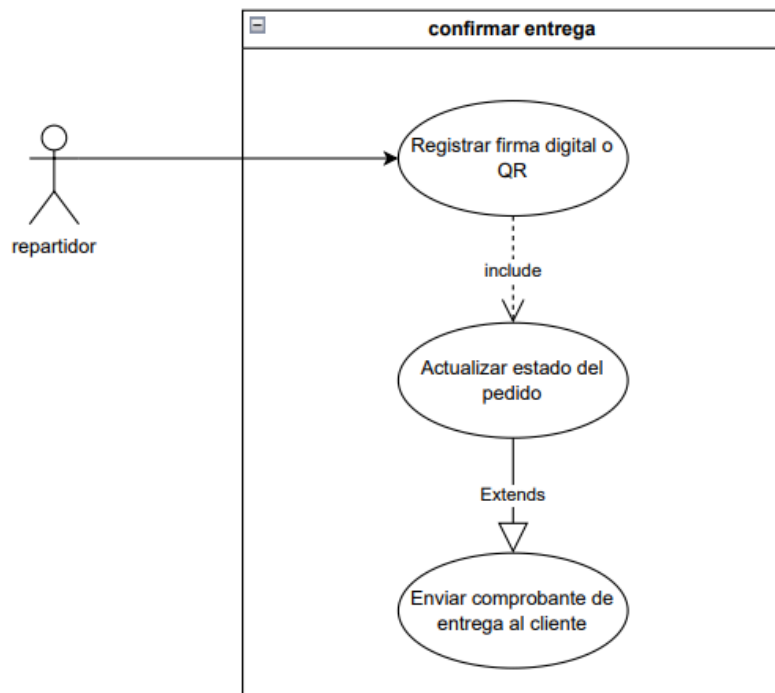 confirmar entrega
Registrar firma digital o
QR
repartidor
include
Actualizar estado del
pedido
Extends
Enviar comprobante de
entrega al cliente